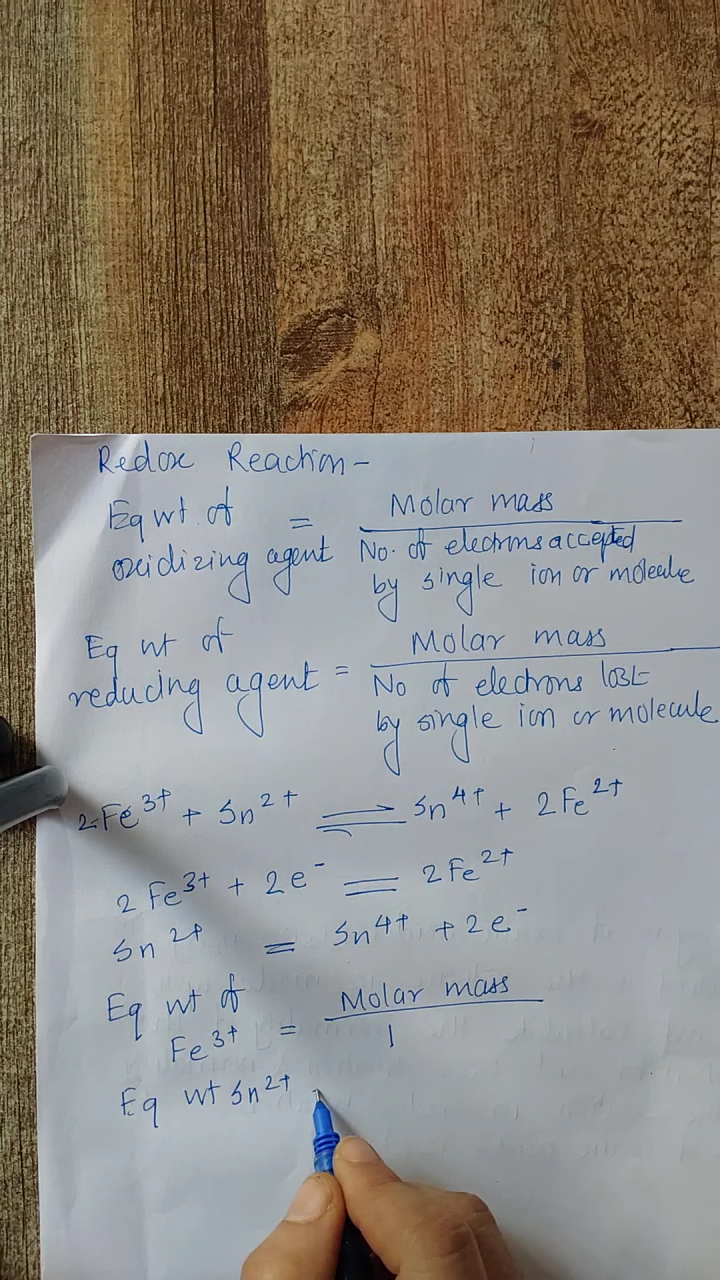 Redox Reaction-
Eq wt. of oxidizing agent = Molar mass
No. of electrons accepted
by single ion or molecule
Eq wt of reducing agent = Molar mass
No of electrons lost
by single ion or molecule
2Fe³⁺ + Sn²⁺ ⇌ Sn⁴⁺ + 2Fe²⁺
2Fe³⁺ + 2e⁻ = 2Fe²⁺
Sn²⁺ = Sn⁴⁺ + 2e⁻
Eq wt of Fe³⁺ = Molar mass
1
Eq wt Sn²⁺